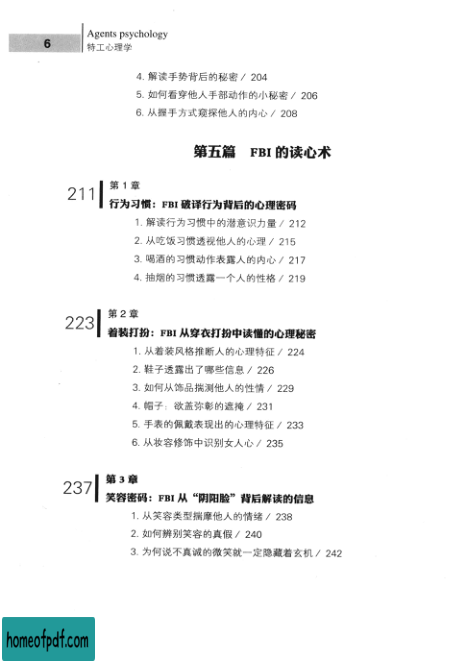 6
Agents psychology
特工心理学
4. 解读手势背后的秘密 / 204
5. 如何看穿他人手部动作的小秘密 / 206
6. 从握手方式窥探他人的内心 / 208
第五篇 FBI 的读心术
211
第 1 章
行为习惯：FBI 破译行为背后的心理密码
1. 解读行为习惯中的潜意识力量 / 212
2. 从吃饭习惯透视他人的心理 / 215
3. 喝酒的习惯动作表露人的内心 / 217
4. 抽烟的习惯透露一个人的性格 / 219
223
第 2 章
着装打扮：FBI 从穿衣打扮中读懂的心理秘密
1. 从着装风格推断人的心理特征 / 224
2. 鞋子透露出了哪些信息 / 226
3. 如何从饰品揣测他人的性情 / 229
4. 帽子：欲盖弥彰的遮掩 / 231
5. 手表的佩戴表现出的心理特征 / 233
6. 从妆容修饰中识别女人心 / 235
237
第 3 章
笑容密码：FBI 从“阴阳脸”背后解读的信息
1. 从笑容类型揣摩他人的情绪 / 238
2. 如何辨别笑容的真假 / 240
3. 为何说不真诚的微笑就一定隐藏着玄机 / 242
homeofpdf.com